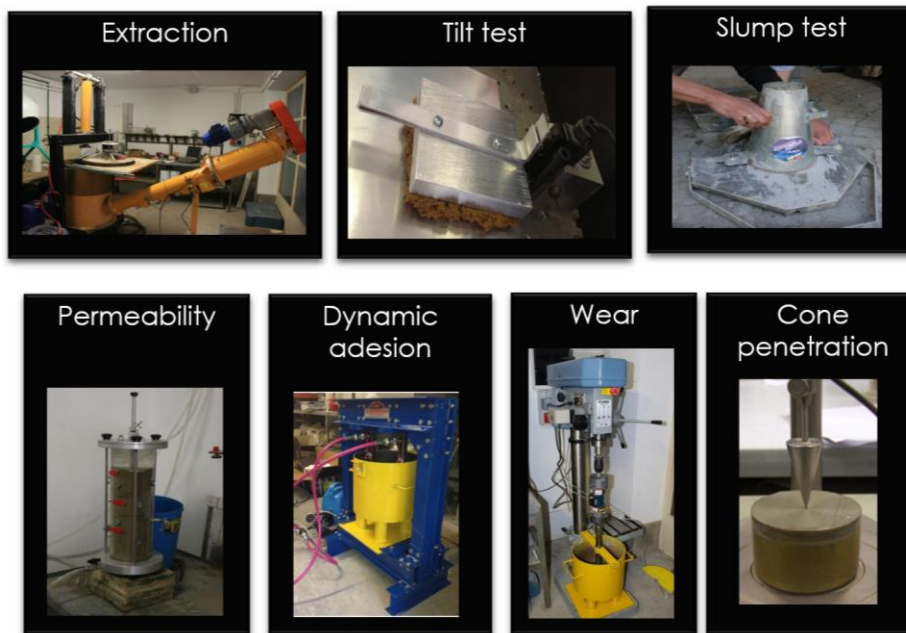 Extraction
Tilt test
Slump test
Permeability
Dynamic
adesion
Wear
Cone
penetration